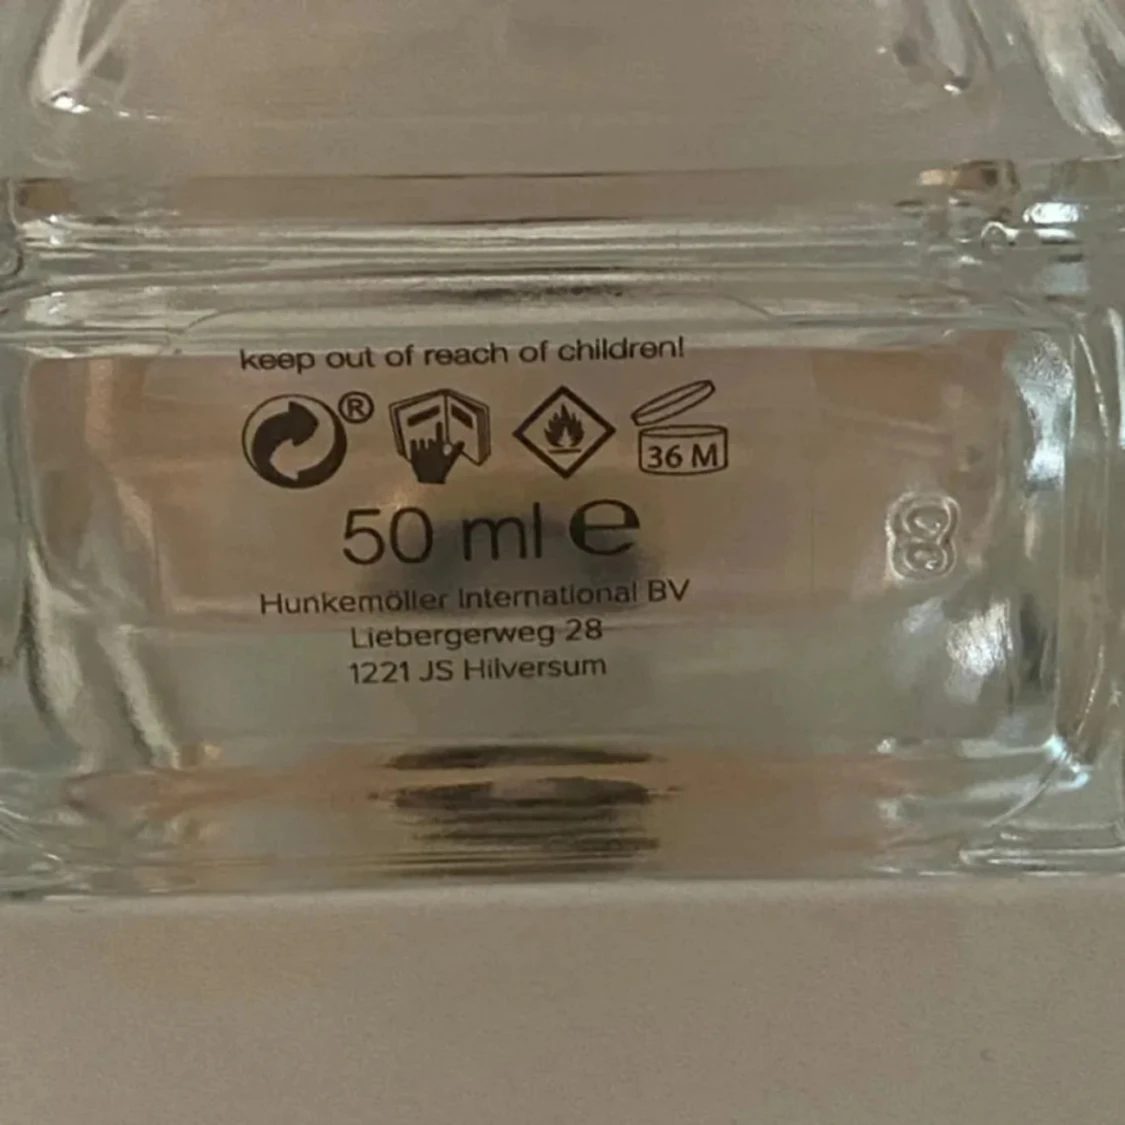 keep out of reach of children!
®
36 M
50 ml e
Hunkemöller International BV
Liebergerweg 28
1221 JS Hilversum